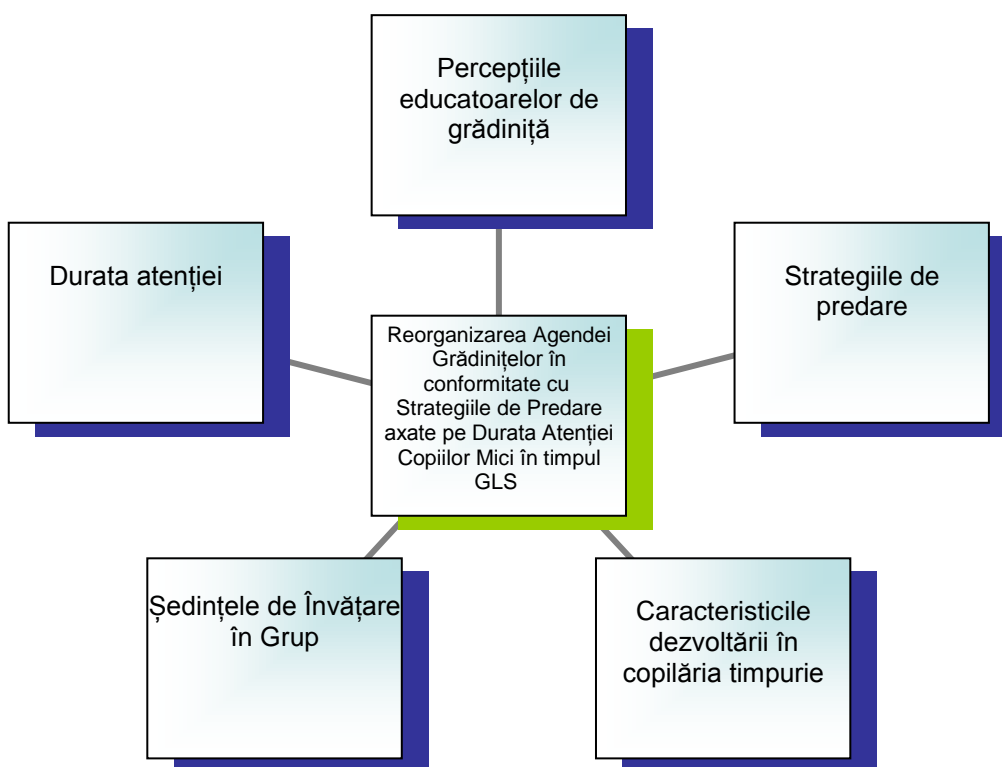 Percepțiile
educatoarelor de
grădiniță
Durata atenției
Strategiile de
predare
Reorganizarea Agendei
Grădinițelor în
conformitate cu
Strategiile de Predare
axate pe Durata Atenției
Copiilor Mici în timpul
GLS
Ședințele de Învățare
în Grup
Caracteristicile
dezvoltării în
copilăria timpurie